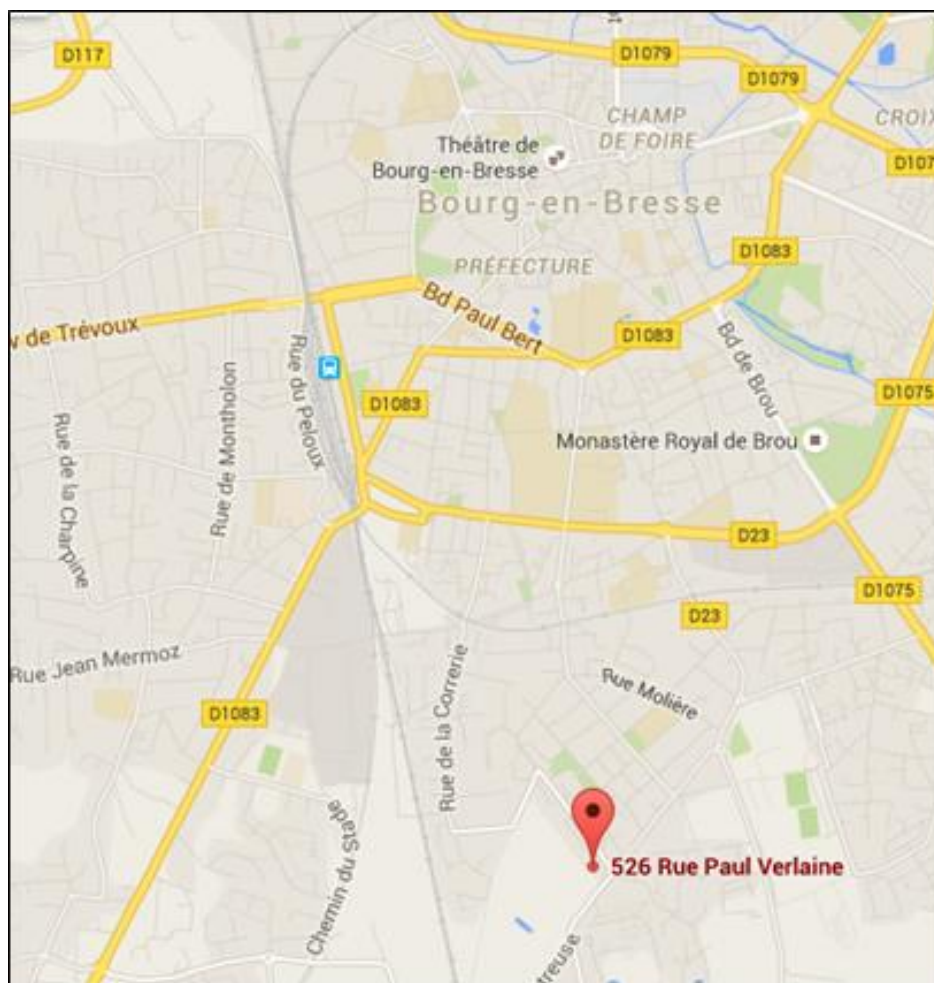 D117
D1079
D1079
CHAMP
DE FOIRE
CROIX
D107
Théâtre de
Bourg-en-Bresse
Bourg-en-Bresse
D1083
PRÉFECTURE
Bd Paul Bert
D1083
v de Trévoux
Rue du Peloux
Bd de Brou
D1083
D1075
Rue de Montholon
Rue de la Charpine
Monastère Royal de Brou
D23
D1075
D23
Rue Jean Mermoz
Rue Molière
D1083
Rue de la Correrie
Chemin du Stade
526 Rue Paul Verlaine
treuse